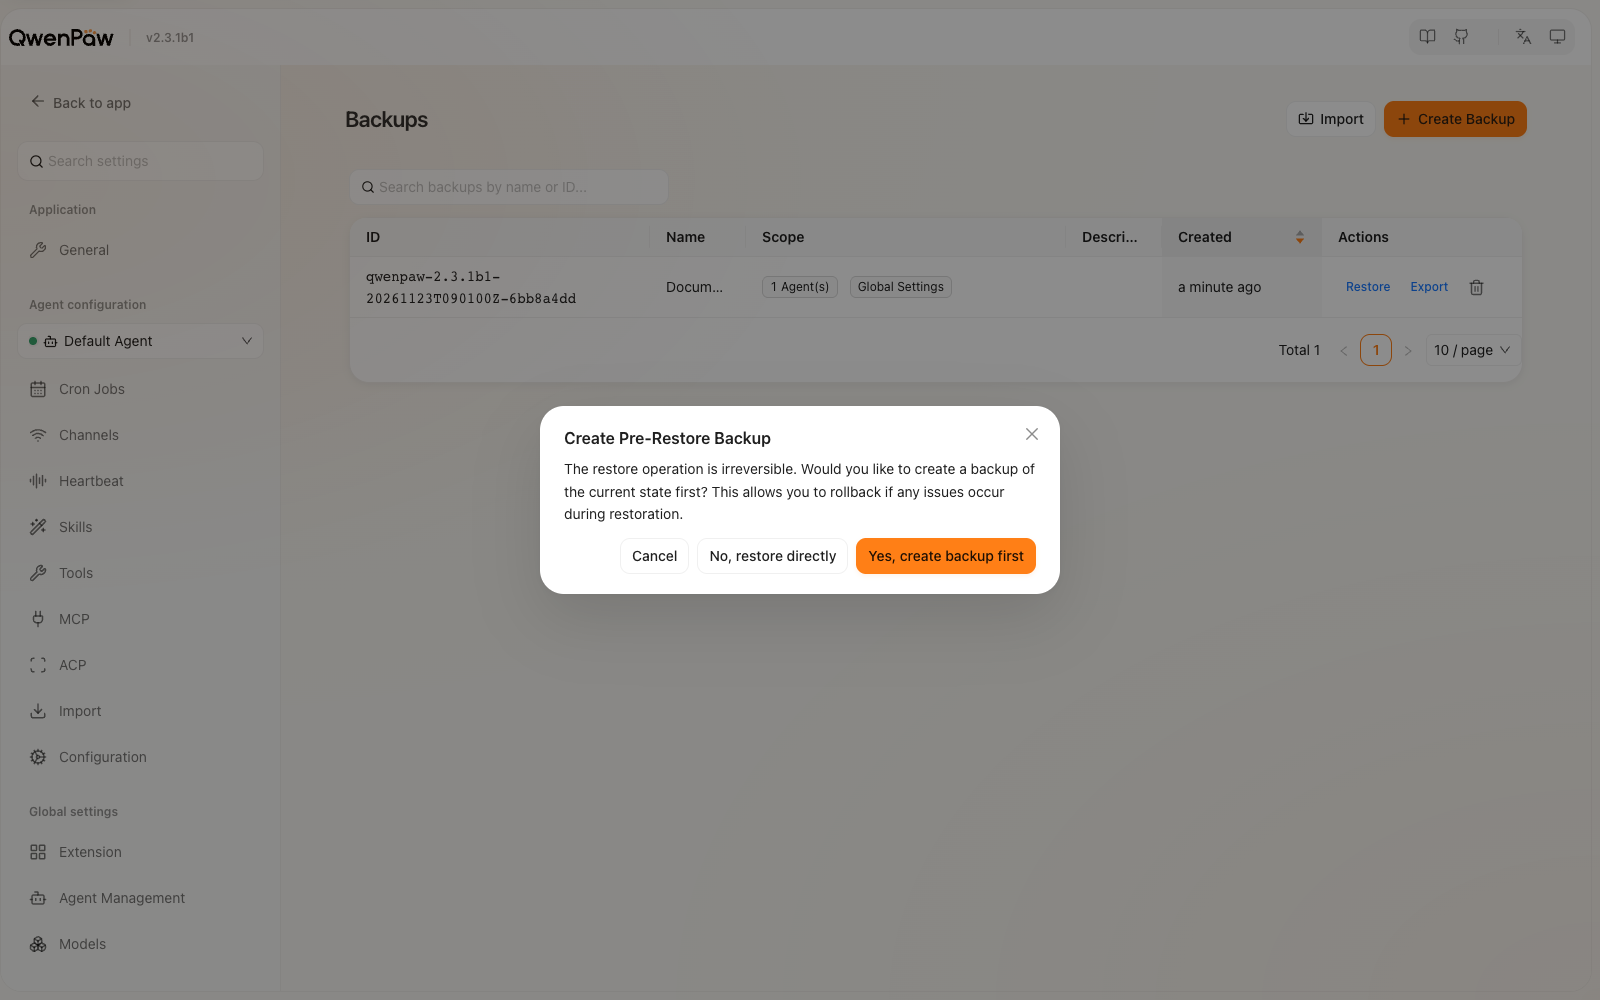 QwenPaw
v2.3.1b1
Back to app
Search settings
Application
General
Agent configuration
Default Agent
Cron Jobs
Channels
Heartbeat
Skills
Tools
MCP
ACP
Import
Configuration
Global settings
Extension
Agent Management
Models
Backups
Import
Create Backup
Search backups by name or ID...
ID Name Scope Descri... Created Actions
qwenpaw-2.3.1b1-
20261123T090100Z-6bb8a4dd
Docum... 1 Agent(s) Global Settings a minute ago Restore Export
Total 1 1 10 / page
Create Pre-Restore Backup
The restore operation is irreversible. Would you like to create a backup of
the current state first? This allows you to rollback if any issues occur
during restoration.
Cancel No, restore directly Yes, create backup first